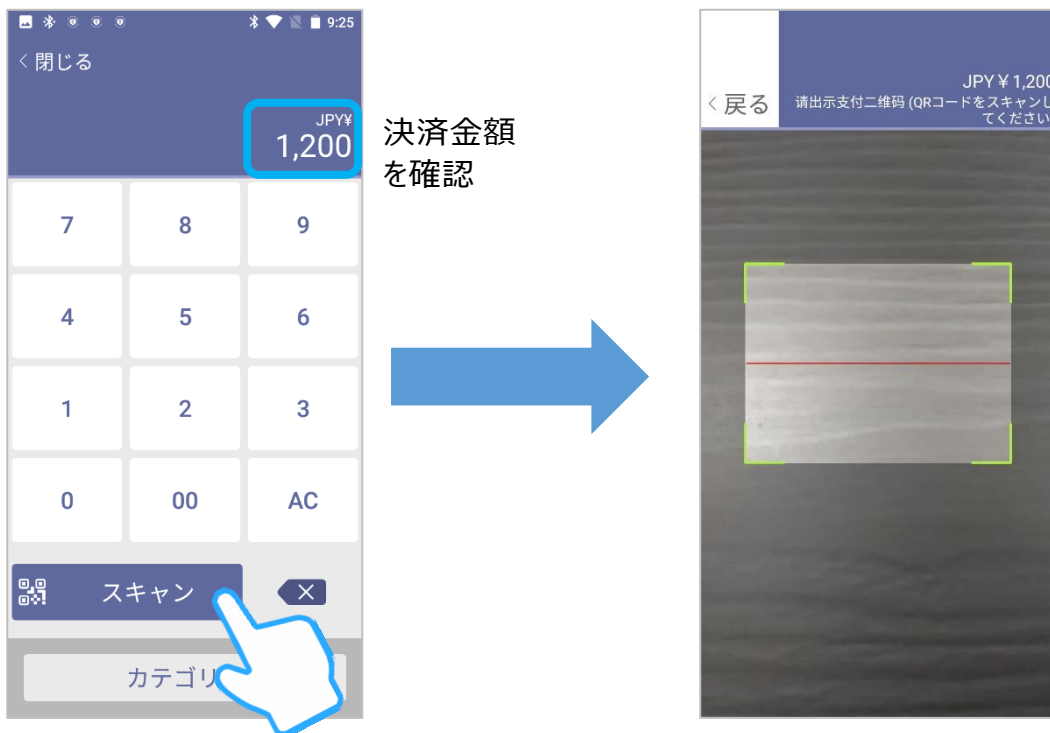 9:25
閉じる
JPY¥
1,200
決済金額
を確認
7 8 9
4 5 6
1 2 3
0 00 AC
スキャン
カテゴリ
戻る
JPY¥1,200
请出示支付二维码 (QRコードをスキャンし
てください